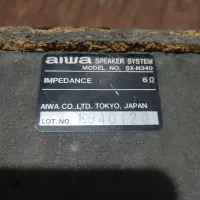 aiwa SPEAKER SYSTEM
MODEL NO. SX-N340
IMPEDANCE 6Ω
AIWA CO., LTD. TOKYO, JAPAN
LOT NO.